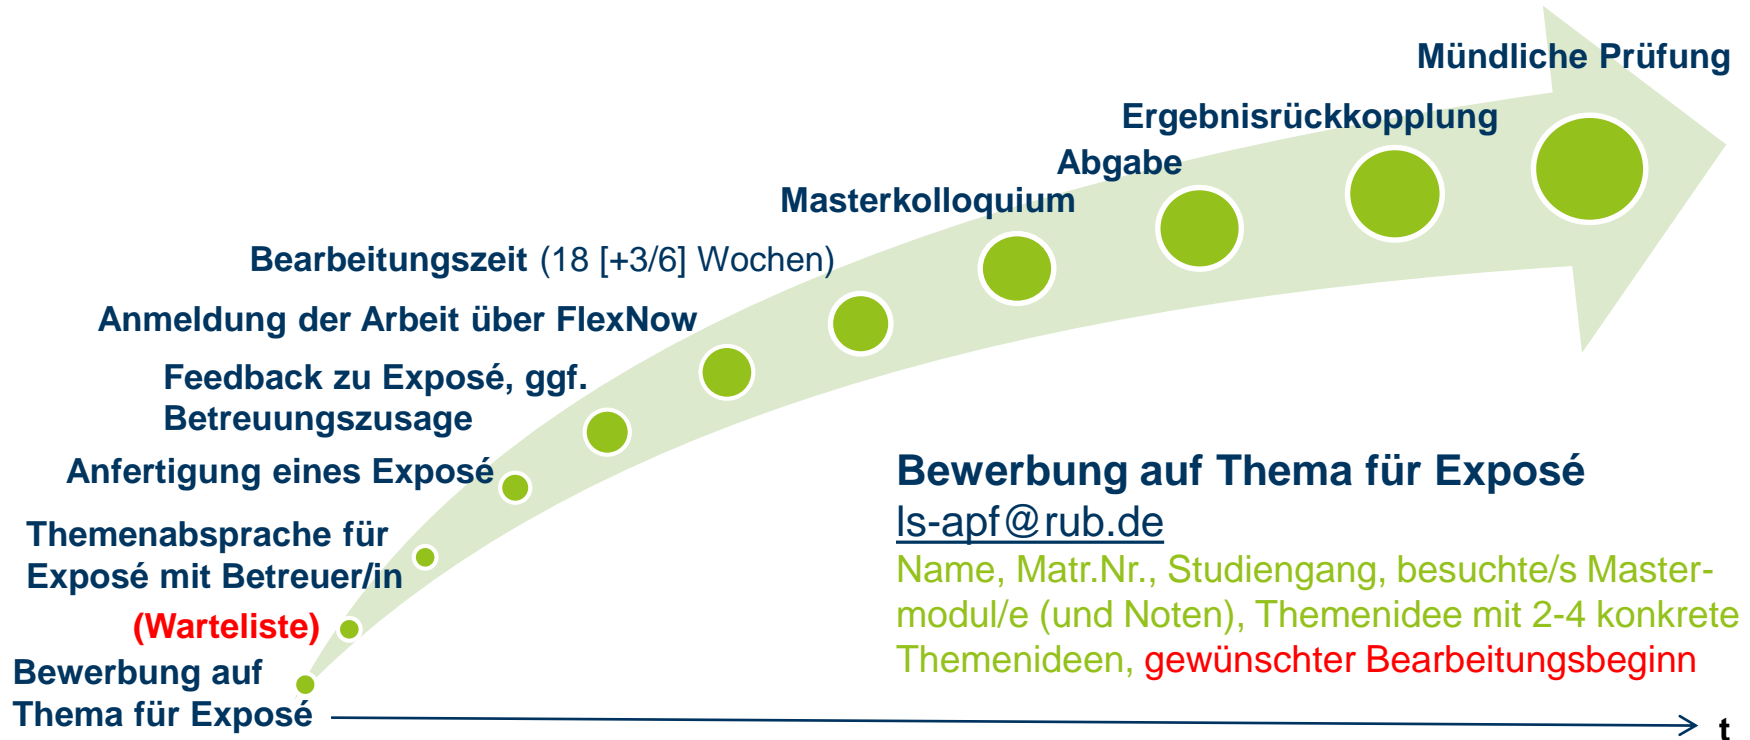 Mündliche Prüfung
Ergebnisrückkopplung
Abgabe
Masterkolloquium
Bearbeitungszeit (18 [+3/6] Wochen)
Anmeldung der Arbeit über FlexNow
Feedback zu Exposé, ggf.
Betreuungszusage
Anfertigung eines Exposé
Themenabsprache für
Exposé mit Betreuer/in
(Warteliste)
Bewerbung auf
Thema für Exposé
Bewerbung auf Thema für Exposé
ls-apf@rub.de
Name, Matr.Nr., Studiengang, besuchte/s Master-
modul/e (und Noten), Themenidee mit 2-4 konkrete
Themenideen, gewünschter Bearbeitungsbeginn
t